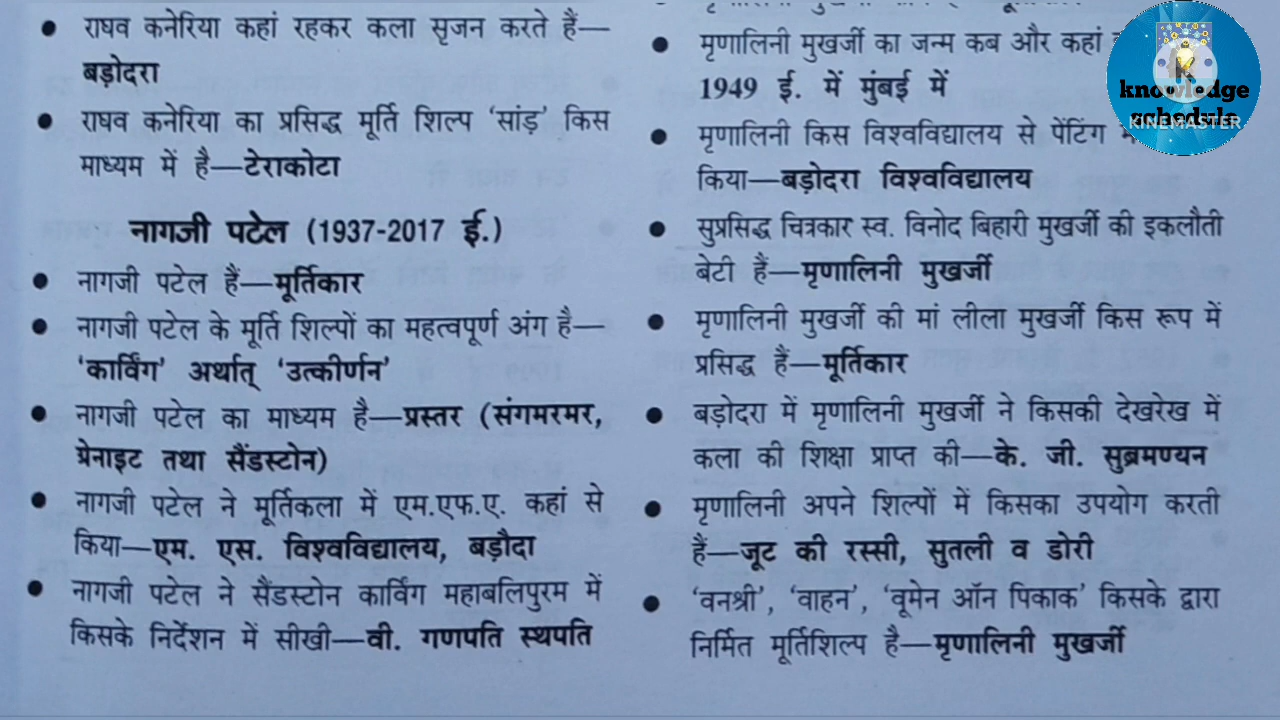 राघव कनेरिया कहां रहकर कला सृजन करते हैं—
बड़ोदरा
राघव कनेरिया का प्रसिद्ध मूर्ति शिल्प ‘सांड़’ किस
माध्यम में है—टेराकोटा
नागजी पटेल (1937-2017 ई.)
नागजी पटेल हैं—मूर्तिकार
नागजी पटेल के मूर्ति शिल्पों का महत्वपूर्ण अंग है—
‘कार्विंग’ अर्थात् ‘उत्कीर्णन’
नागजी पटेल का माध्यम है—प्रस्तर (संगमरमर,
ग्रेनाइट तथा सैंडस्टोन)
नागजी पटेल ने मूर्तिकला में एम.एफ.ए. कहां से
किया—एम. एस. विश्वविद्यालय, बड़ौदा
नागजी पटेल ने सैंडस्टोन कार्विंग महाबलिपुरम में
किसके निर्देशन में सीखी—वी. गणपति स्थपति
मृणालिनी मुखर्जी का जन्म कब और कहां
1949 ई. में मुंबई में
मृणालिनी किस विश्वविद्यालय से पेंटिंग
किया—बड़ोदरा विश्वविद्यालय
सुप्रसिद्ध चित्रकार स्व. विनोद बिहारी मुखर्जी की इकलौती
बेटी हैं—मृणालिनी मुखर्जी
मृणालिनी मुखर्जी की मां लीला मुखर्जी किस रूप में
प्रसिद्ध हैं—मूर्तिकार
बड़ोदरा में मृणालिनी मुखर्जी ने किसकी देखरेख में
कला की शिक्षा प्राप्त की—के. जी. सुब्रमण्यन
मृणालिनी अपने शिल्पों में किसका उपयोग करती
हैं—जूट की रस्सी, सुतली व डोरी
‘वनश्री’, ‘वाहन’, ‘वूमेन ऑन पिकाक’ किसके द्वारा
निर्मित मूर्तिशिल्प है—मृणालिनी मुखर्जी
knowledge
schedule
KINEMASTER